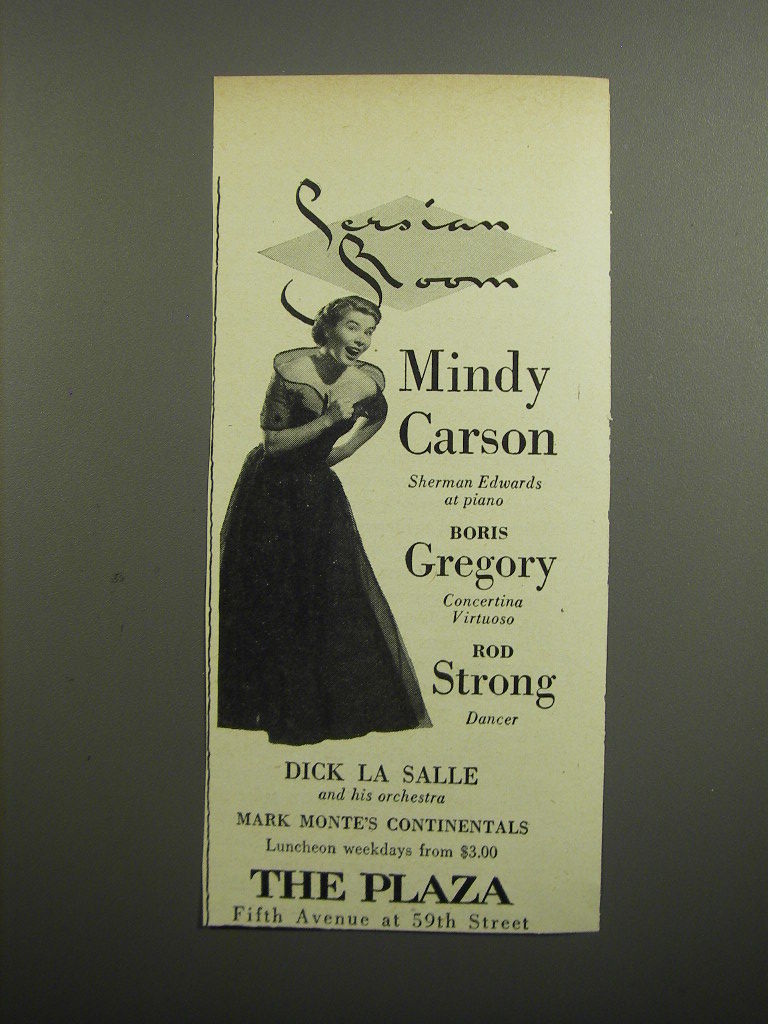 Persian
Room
Mindy
Carson
Sherman Edwards
at piano
BORIS
Gregory
Concertina
Virtuoso
ROD
Strong
Dancer
DICK LA SALLE
and his orchestra
MARK MONTE'S CONTINENTALS
Luncheon weekdays from $3.00
THE PLAZA
Fifth Avenue at 59th Street